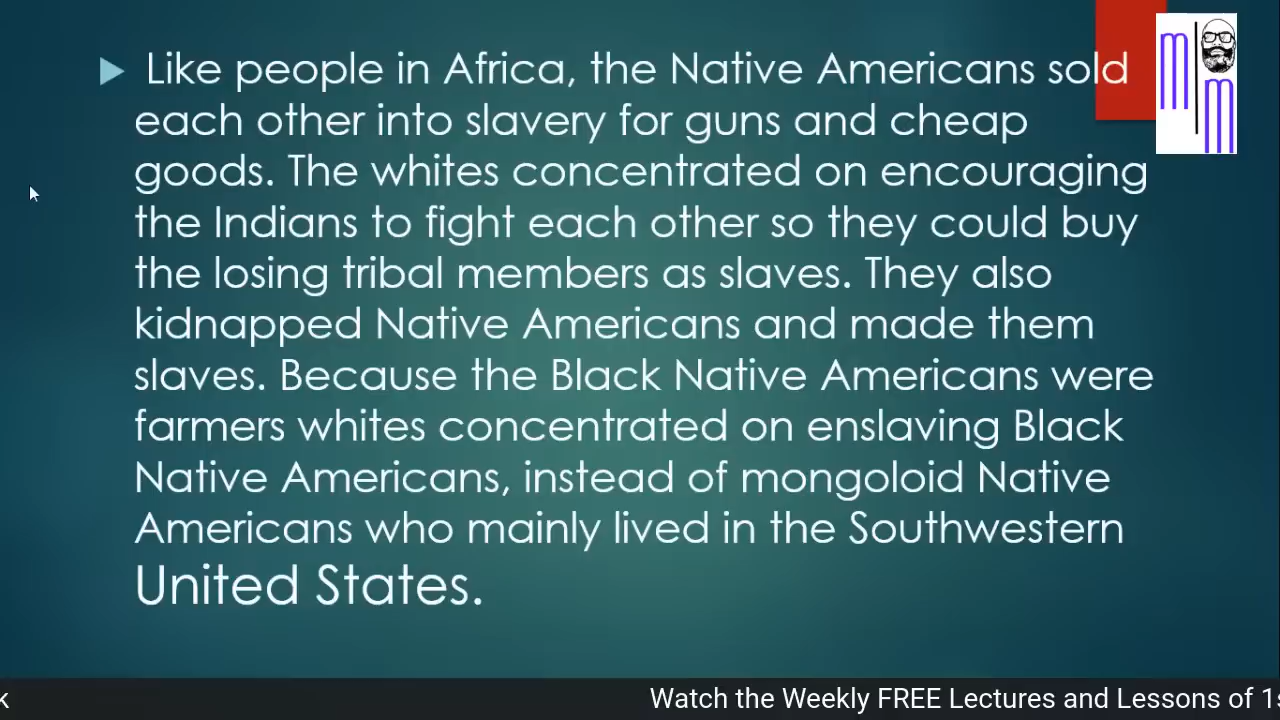 Like people in Africa, the Native Americans sold
each other into slavery for guns and cheap
goods. The whites concentrated on encouraging
the Indians to fight each other so they could buy
the losing tribal members as slaves. They also
kidnapped Native Americans and made them
slaves. Because the Black Native Americans were
farmers whites concentrated on enslaving Black
Native Americans, instead of mongoloid Native
Americans who mainly lived in the Southwestern
United States.
m
m
k Watch the Weekly FREE Lectures and Lessons of 1s